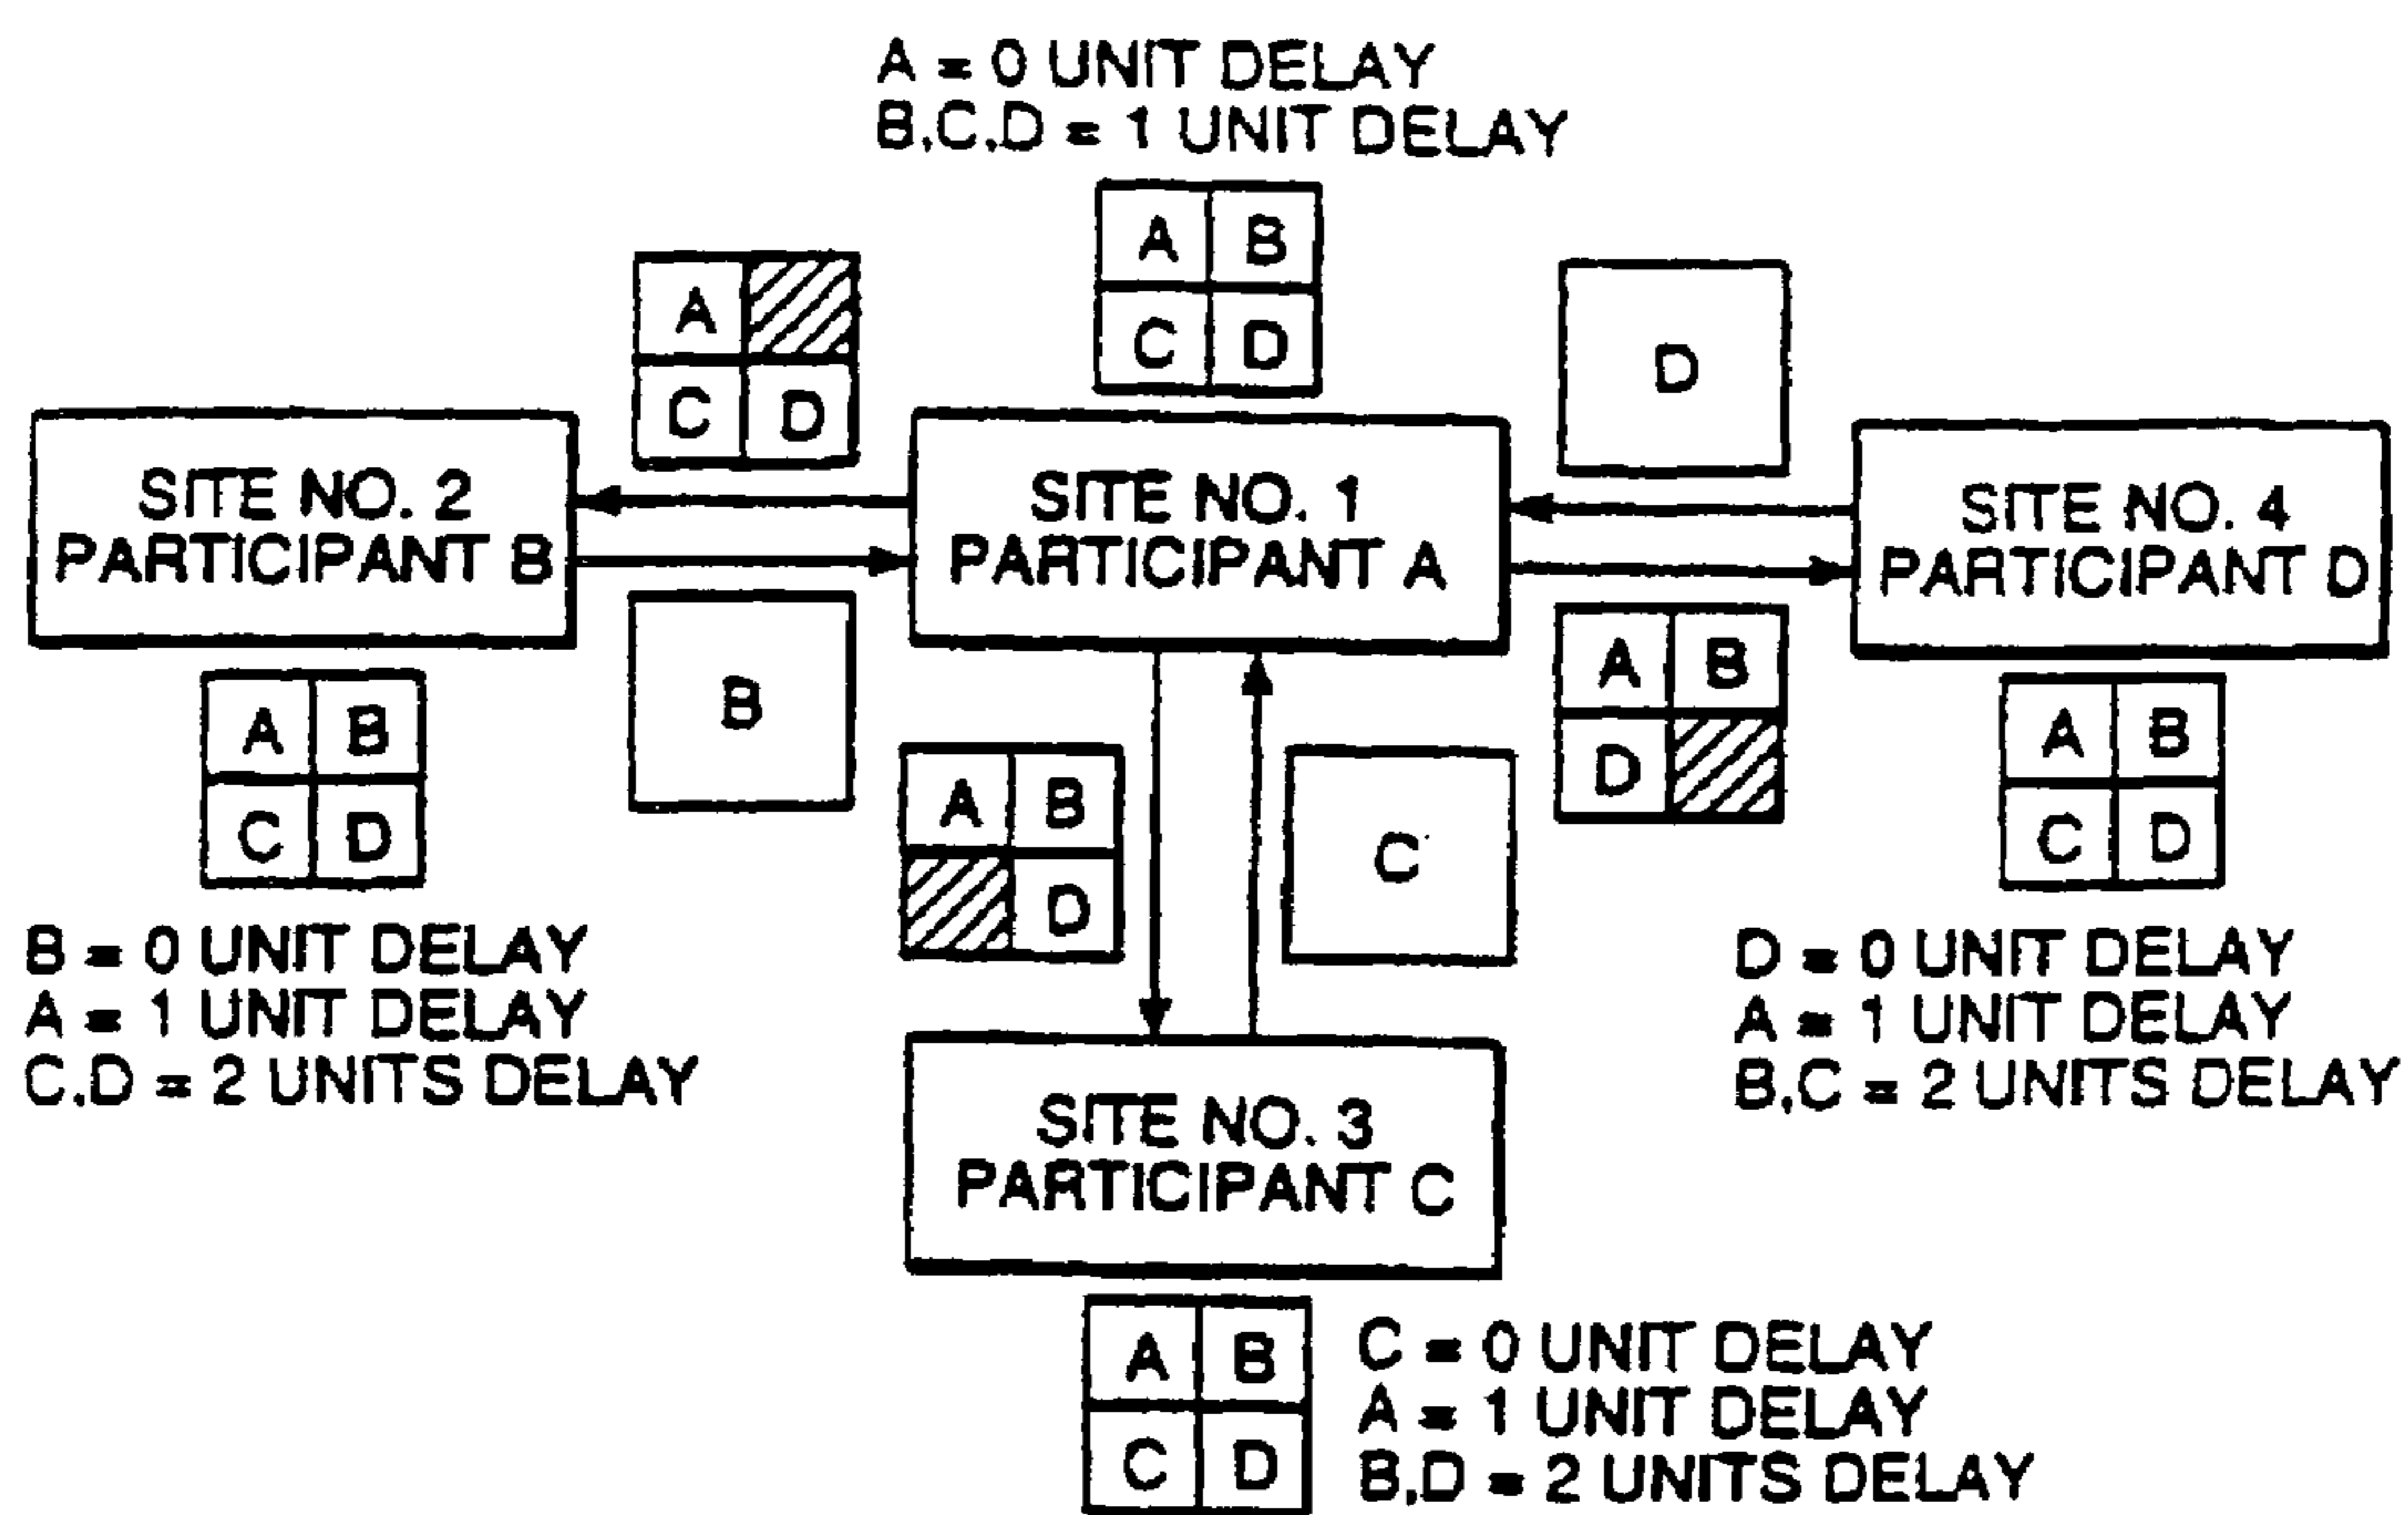 A = 0 UNIT DELAY
B,C,D = 1 UNIT DELAY
A B
C D
A
C D
D
SITE NO. 2
PARTICIPANT B
SITE NO. 1
PARTICIPANT A
SITE NO. 4
PARTICIPANT D
A B
C D
B
A B
D
C
A B
D
A B
C D
B = 0 UNIT DELAY
A = 1 UNIT DELAY
C,D = 2 UNITS DELAY
D = 0 UNIT DELAY
A = 1 UNIT DELAY
B,C = 2 UNITS DELAY
SITE NO. 3
PARTICIPANT C
A B
C D
C = 0 UNIT DELAY
A = 1 UNIT DELAY
B,D = 2 UNITS DELAY